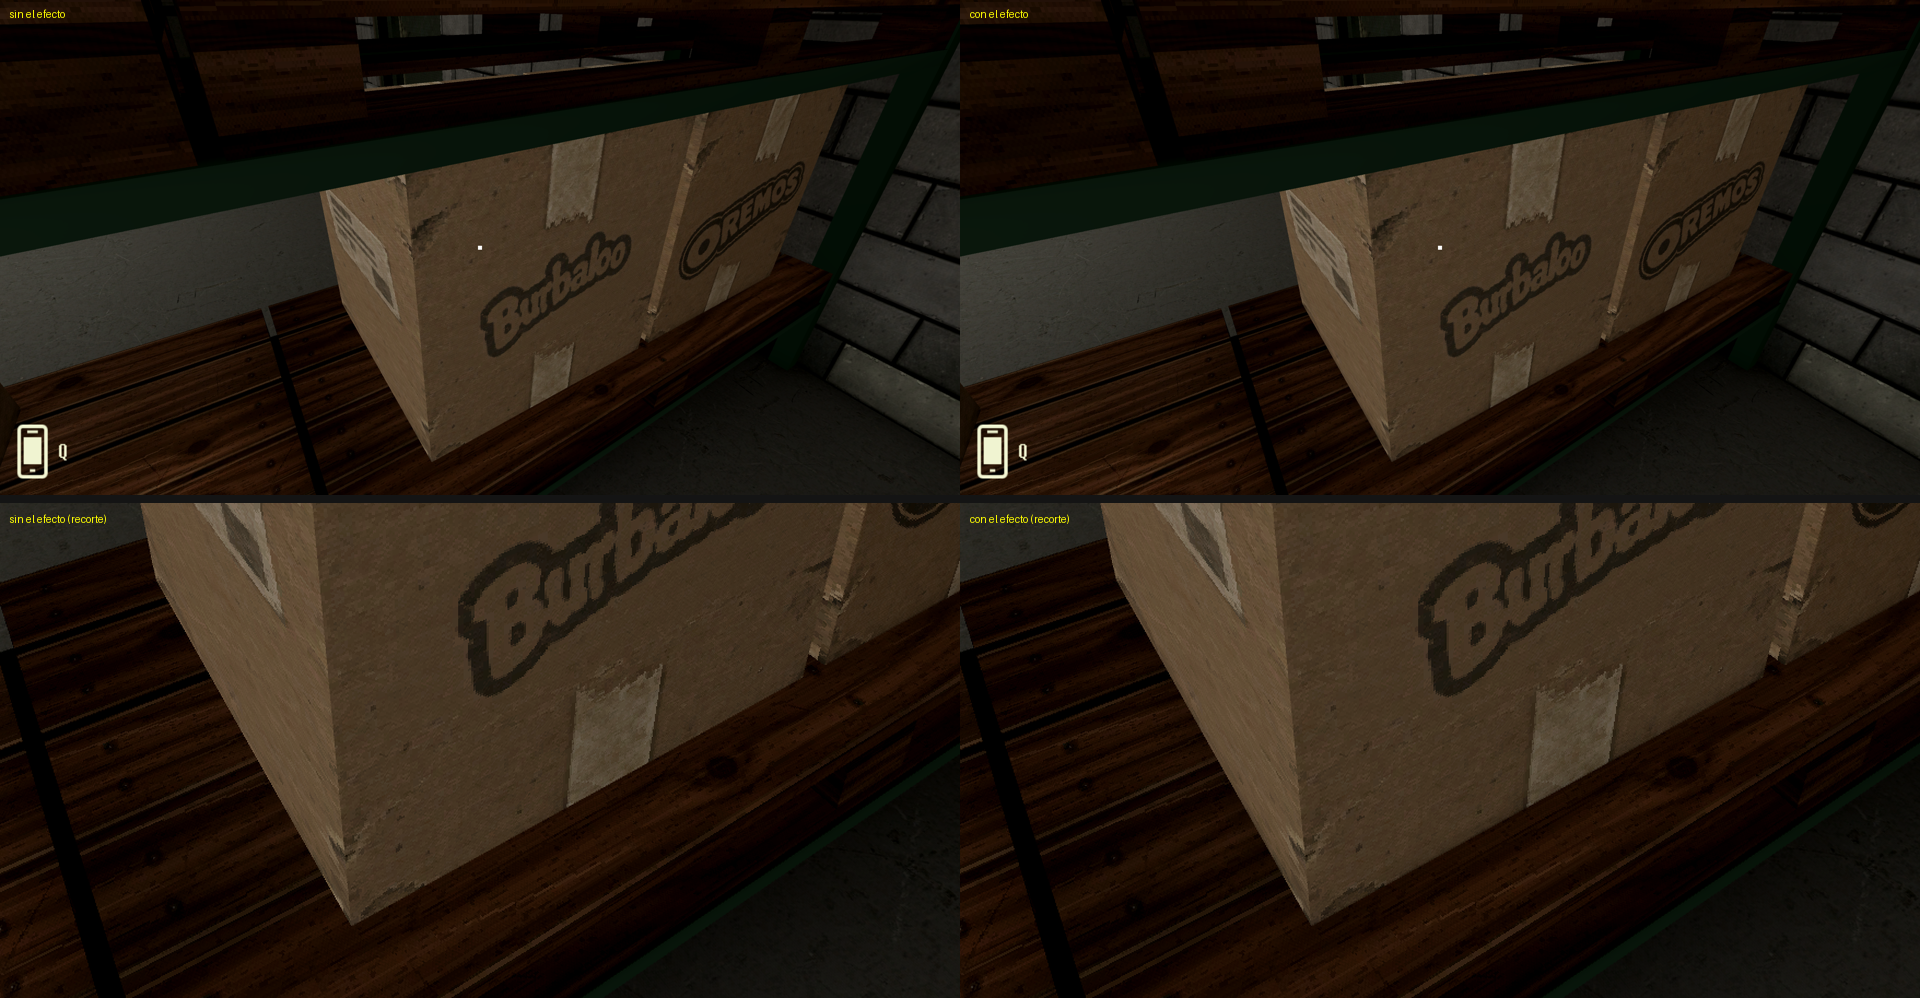 sin el efecto
con el efecto
Burbaloo
OREMOS
Burbaloo
OREMOS
Q
Q
sin el efecto (recorte)
con el efecto (recorte)